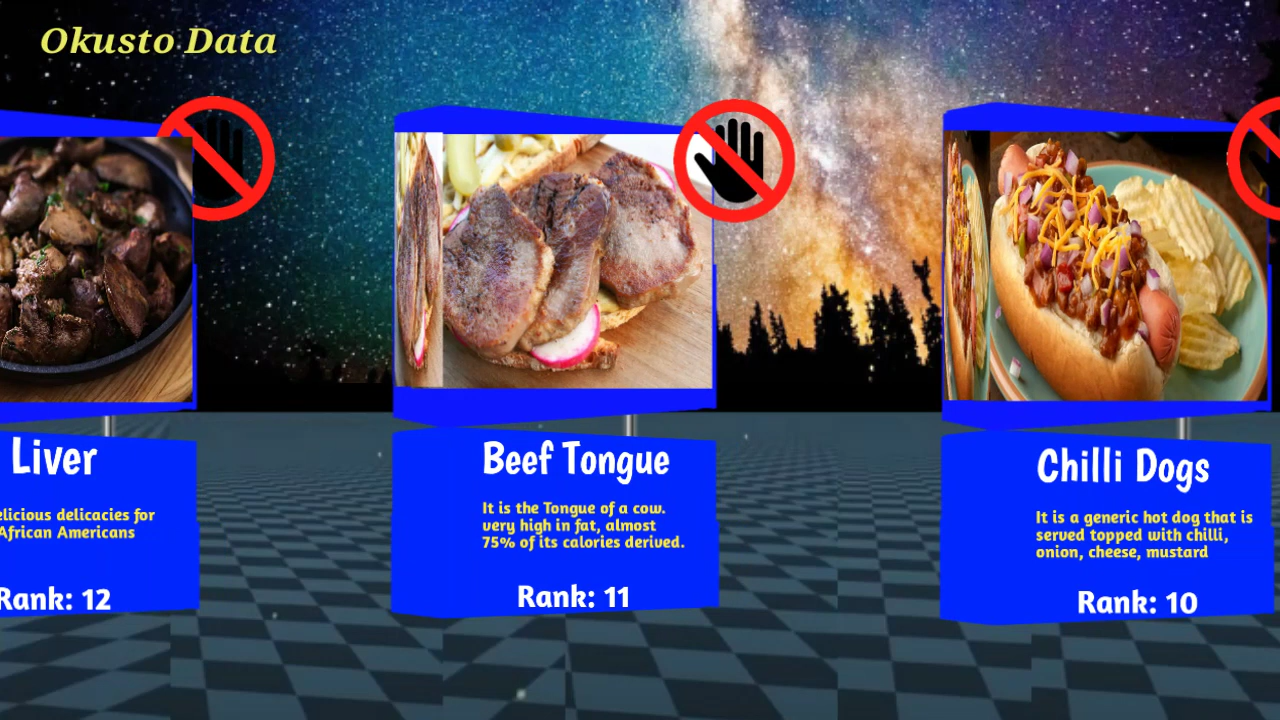 Okusto Data
Liver
elicious delicacies for
African Americans
Rank: 12
Beef Tongue
It is the Tongue of a cow.
very high in fat, almost
75% of its calories derived.
Rank: 11
Chilli Dogs
It is a generic hot dog that is
served topped with chilli,
onion, cheese, mustard
Rank: 10